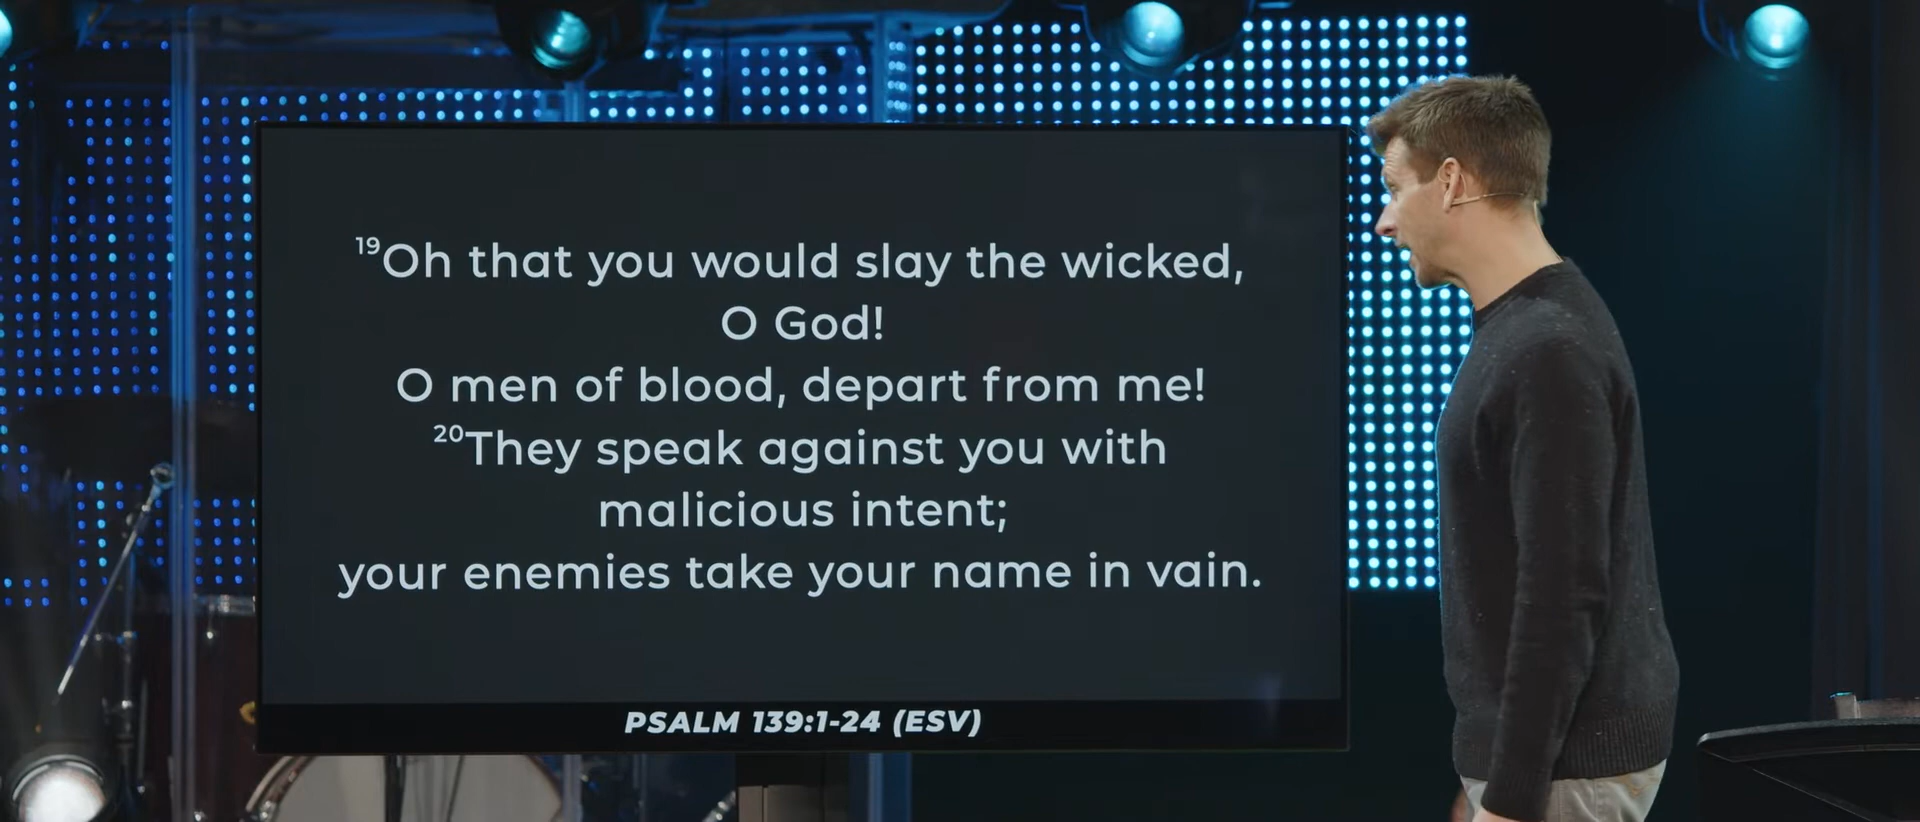 19Oh that you would slay the wicked,
O God!
O men of blood, depart from me!
20They speak against you with
malicious intent;
your enemies take your name in vain.
PSALM 139:1-24 (ESV)